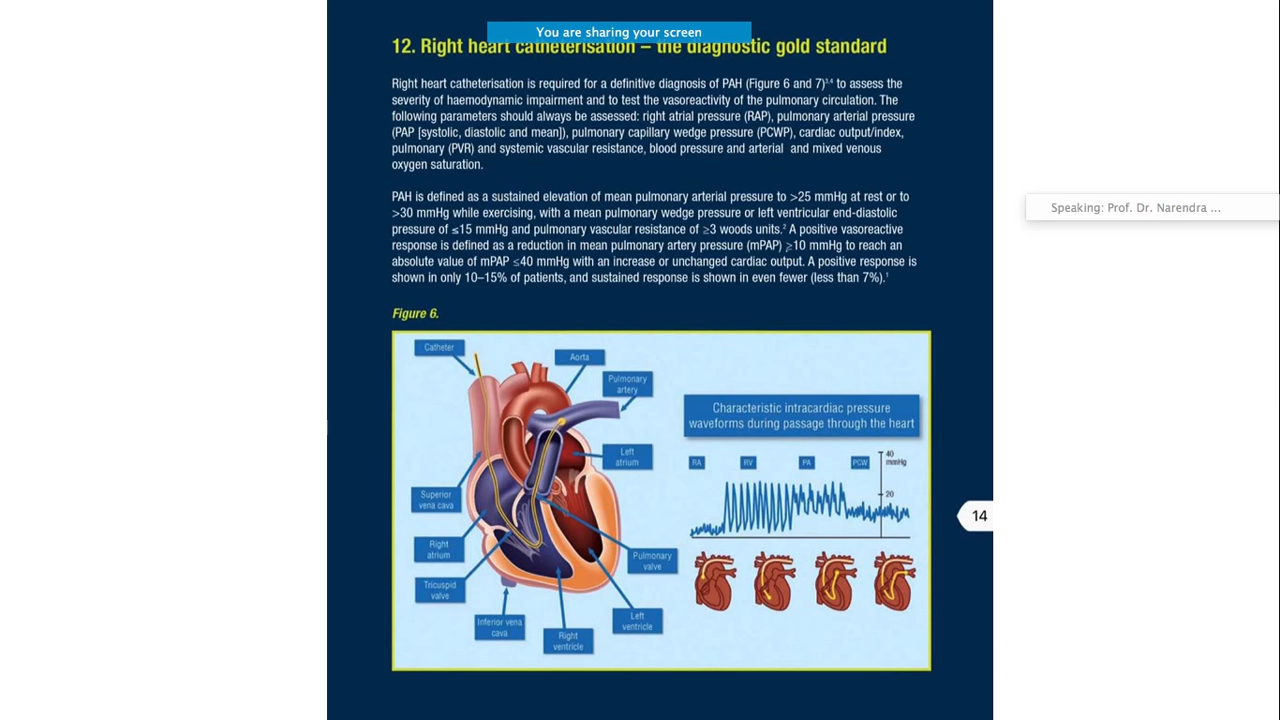 You are sharing your screen
12. Right heart catheterisation – the diagnostic gold standard
Right heart catheterisation is required for a definitive diagnosis of PAH (Figure 6 and 7)³,⁴ to assess the
severity of haemodynamic impairment and to test the vasoreactivity of the pulmonary circulation. The
following parameters should always be assessed: right atrial pressure (RAP), pulmonary arterial pressure
(PAP [systolic, diastolic and mean]), pulmonary capillary wedge pressure (PCWP), cardiac output/index,
pulmonary (PVR) and systemic vascular resistance, blood pressure and arterial and mixed venous
oxygen saturation.
Speaking: Prof. Dr. Narendra ...
PAH is defined as a sustained elevation of mean pulmonary arterial pressure to >25 mmHg at rest or to
>30 mmHg while exercising, with a mean pulmonary wedge pressure or left ventricular end-diastolic
pressure of ≤15 mmHg and pulmonary vascular resistance of ≥3 woods units.² A positive vasoreactive
response is defined as a reduction in mean pulmonary artery pressure (mPAP) ≥10 mmHg to reach an
absolute value of mPAP ≤40 mmHg with an increase or unchanged cardiac output. A positive response is
shown in only 10–15% of patients, and sustained response is shown in even fewer (less than 7%).¹
Figure 6.
Catheter
Aorta
Pulmonary
artery
Left
atrium
Superior
vena cava
Right
atrium
Tricuspid
valve
Inferior vena
cava
Right
ventricle
Left
ventricle
Pulmonary
valve
Characteristic intracardiac pressure
waveforms during passage through the heart
RA
RV
PA
PCW
40
mmHg
20
14